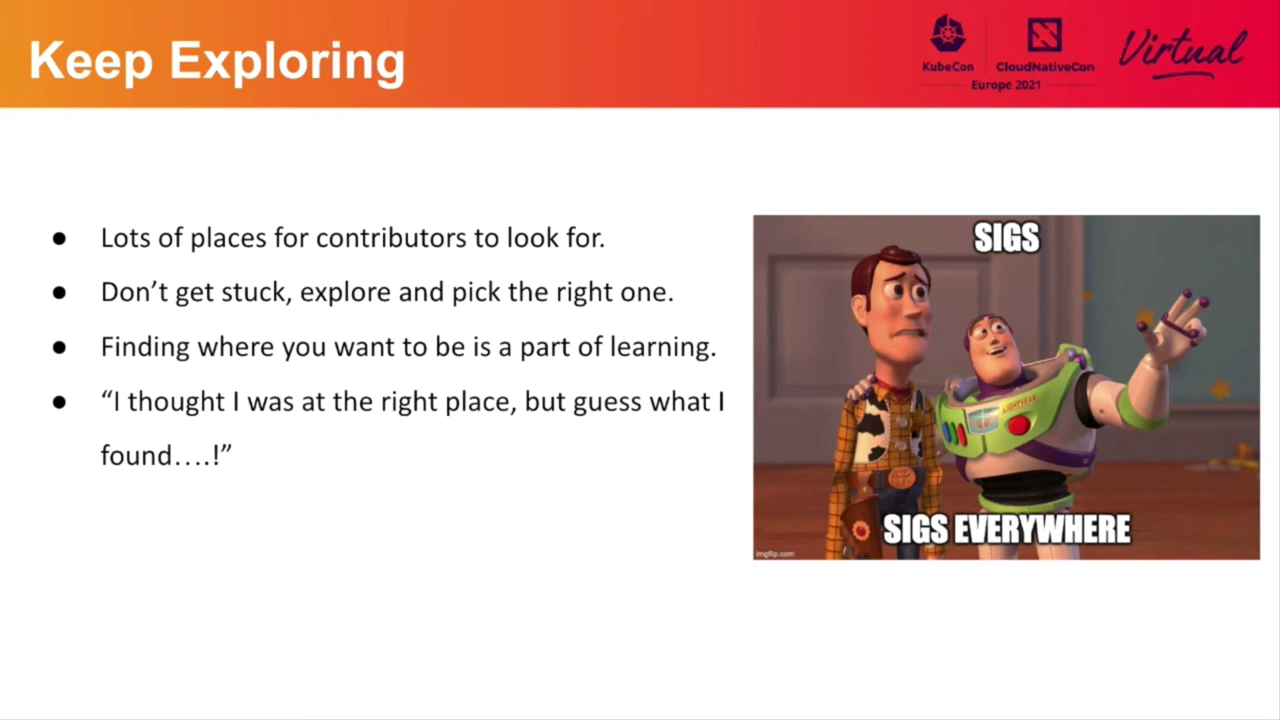 Keep Exploring
KubeCon
CloudNativeCon
Europe 2021
Virtual
● Lots of places for contributors to look for.
● Don’t get stuck, explore and pick the right one.
● Finding where you want to be is a part of learning.
● “I thought I was at the right place, but guess what I
found….!”
SIGS
LIGHTYEAR
SIGS EVERYWHERE
imgflip.com